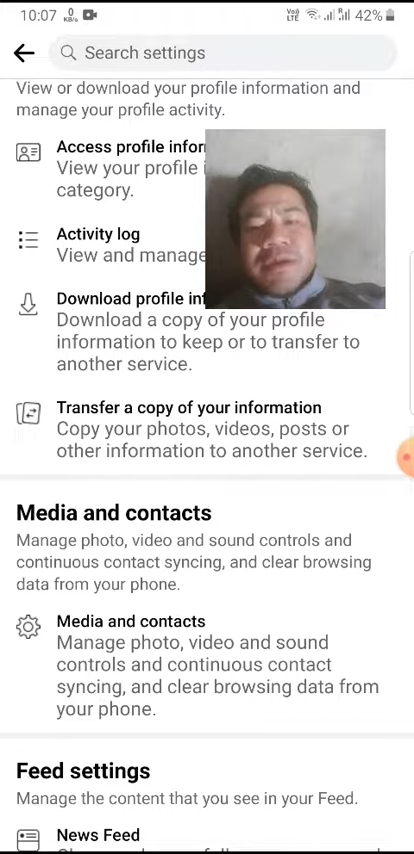 10:07 0 KB/s Vo) LTE R 42%
Search settings
View or download your profile information and
manage your profile activity.
Access profile infor
View your profile i
category.
Activity log
View and manage
Download profile inf
Download a copy of your profile
information to keep or to transfer to
another service.
Transfer a copy of your information
Copy your photos, videos, posts or
other information to another service.
Media and contacts
Manage photo, video and sound controls and
continuous contact syncing, and clear browsing
data from your phone.
Media and contacts
Manage photo, video and sound
controls and continuous contact
syncing, and clear browsing data from
your phone.
Feed settings
Manage the content that you see in your Feed.
News Feed